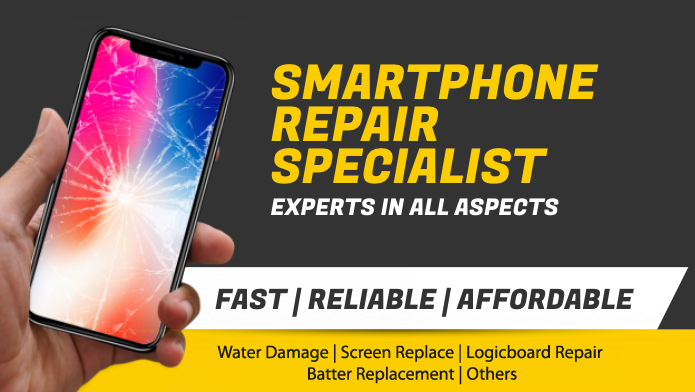 SMARTPHONE
REPAIR
SPECIALIST
EXPERTS IN ALL ASPECTS
FAST | RELIABLE | AFFORDABLE
Water Damage | Screen Replace | Logicboard Repair
Batter Replacement | Others